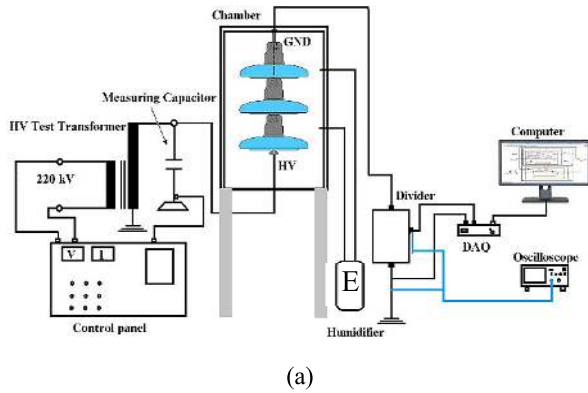 Chamber
GND
Measuring Capacitor
HV Test Transformer
HV
220 kV
Computer
Divider
DAQ
Oscilloscope
V
I
E
Control panel
Humidifier
(a)